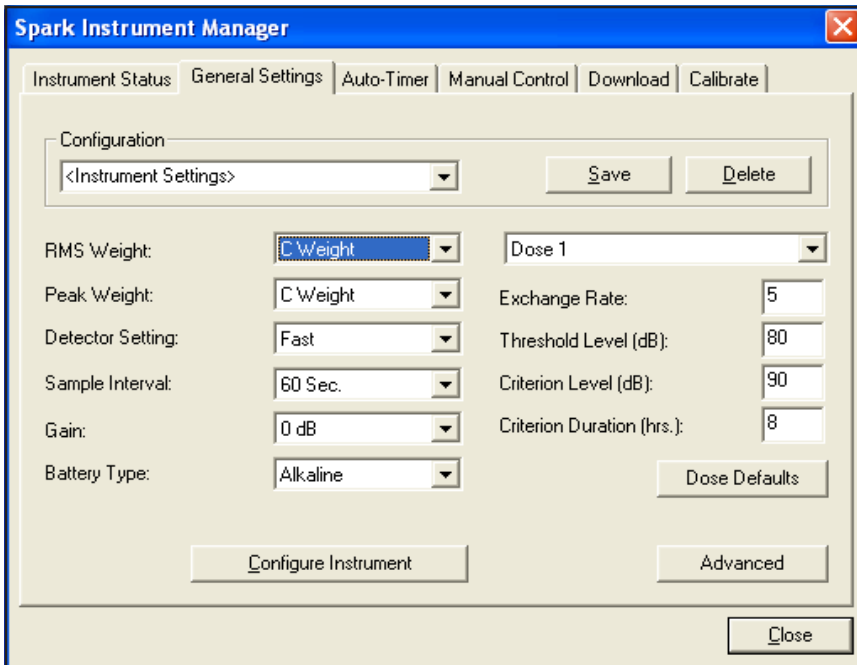 Spark Instrument Manager
Instrument Status General Settings Auto-Timer Manual Control Download Calibrate
Configuration
<Instrument Settings> Save Delete
RMS Weight: C Weight Dose 1
Peak Weight: C Weight Exchange Rate: 5
Detector Setting: Fast Threshold Level (dB): 80
Sample Interval: 60 Sec. Criterion Level (dB): 90
Gain: 0 dB Criterion Duration (hrs.): 8
Battery Type: Alkaline Dose Defaults
Configure Instrument Advanced
Close